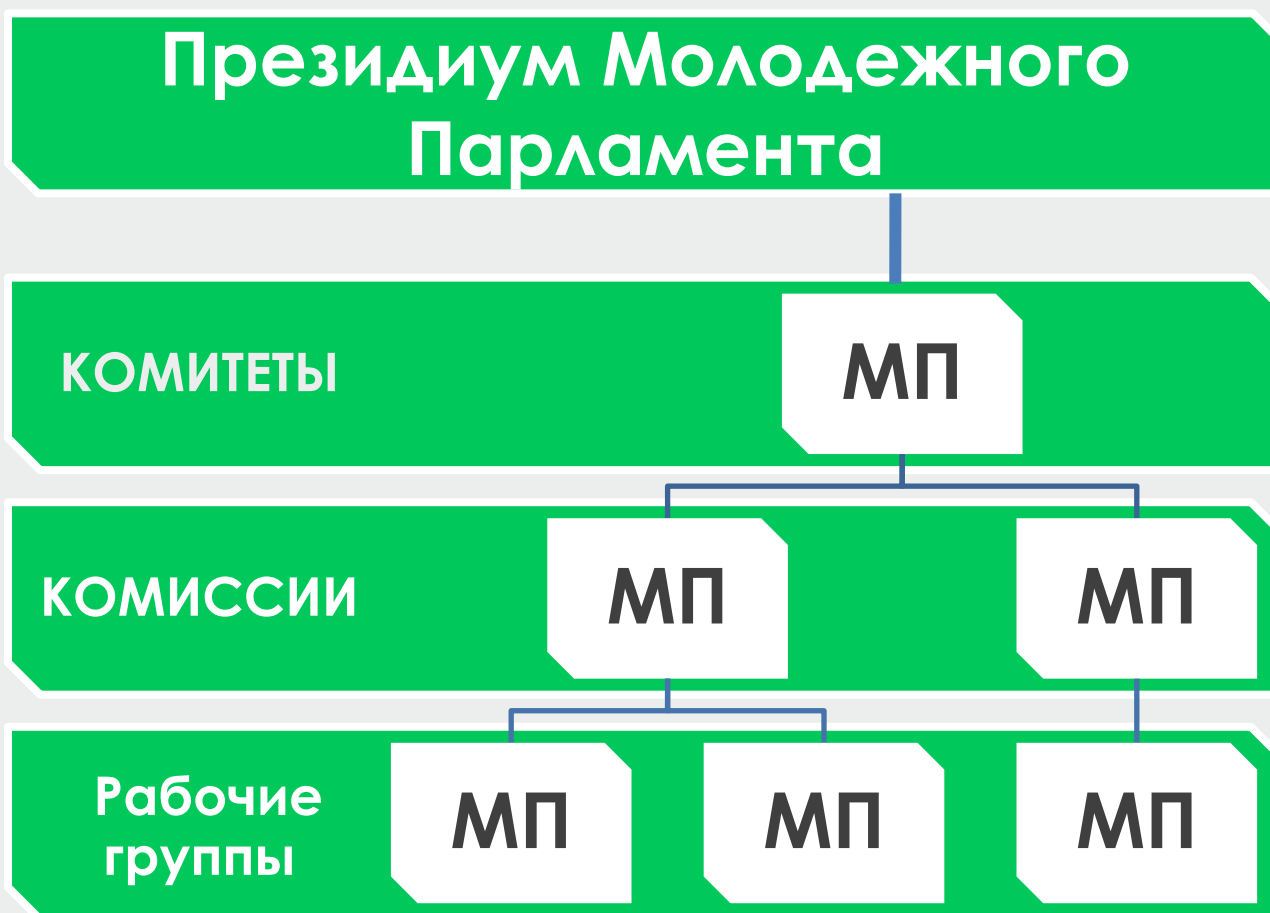 Президиум Молодежного
Парламента
КОМИТЕТЫ
МП
КОМИССИИ
МП
МП
Рабочие
группы
МП
МП
МП